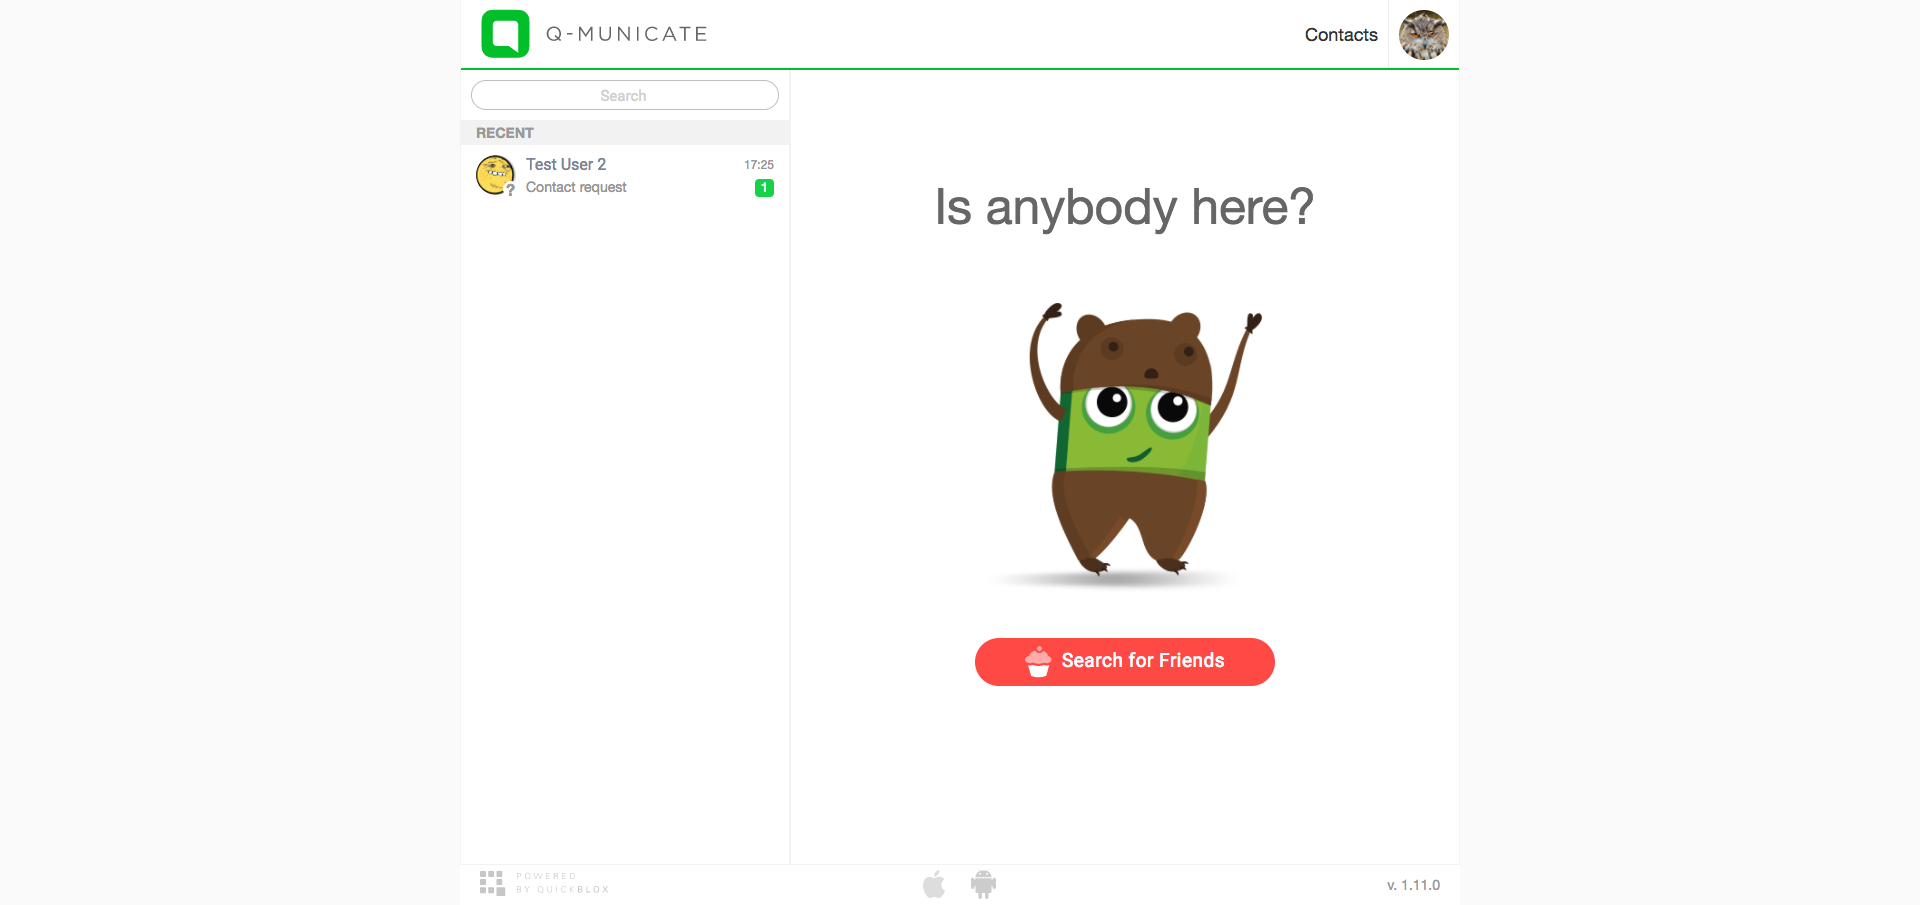 Q-MUNICATE
Contacts
Search
RECENT
Test User 2
17:25
?
Contact request
1
Is anybody here?
Search for Friends
POWERED
BY QUICKBLOX
v. 1.11.0